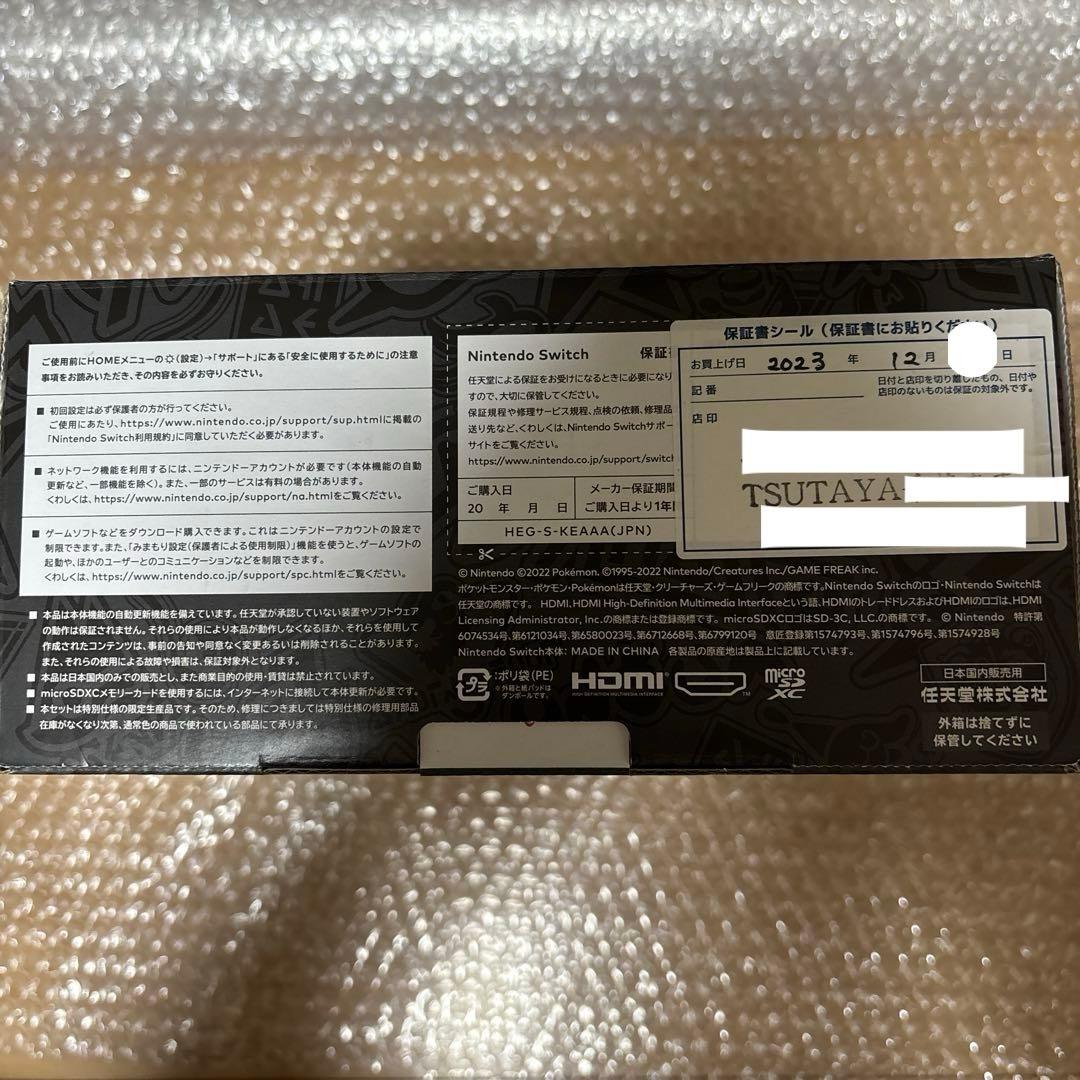 ご使用前にHOMEメニューの(設定)→「サポート」にある「安全に使用するために」の注意
事項をお読みいただき、その内容を必ずお守りください。
■ 初回設定は必ず保護者の方が行ってください。
ご使用にあたり、https://www.nintendo.co.jp/support/sup.htmlに掲載の
「Nintendo Switch利用規約」に同意していただく必要があります。
■ ネットワーク機能を利用するには、ニンテンドーアカウントが必要です(本体機能の自動
更新など、一部機能を除く)。また、一部のサービスは有料の場合があります。
くわしくは、https://www.nintendo.co.jp/support/na.htmlをご覧ください。
■ ゲームソフトなどをダウンロード購入できます。これはニンテンドーアカウントの設定で
制限できます。また、「みまもり設定(保護者による使用制限)」機能を使うと、ゲームソフトの
起動や、ほかのユーザーとのコミュニケーションなどを制限できます。
くわしくは、https://www.nintendo.co.jp/support/spc.htmlをご覧ください。
■ 本品は本体機能の自動更新機能を備えています。任天堂が承認していない装置やソフトウェア
の動作は保証されません。それらの使用により本品が動作しなくなるほか、それらを使用して
作成されたコンテンツは、事前の告知や同意なく変更あるいは削除されることがあります。
また、それらの使用による故障や損害は、保証対象外となります。
■ 本品は日本国内のみでの販売とし、また商業目的の使用・賃貸は禁止されています。
■ microSDXCメモリーカードを使用するには、インターネットに接続して本体更新が必要です。
■ 本セットは特別仕様の限定生産品です。そのため、修理につきましては特別仕様の修理用部品
在庫がなくなり次第、通常色の商品で使われている部品にて承ります。
Nintendo Switch 保証
任天堂による保証をお受けになるときに必要になり
すので、大切に保管してください。
保証規程や修理サービス規程、点検の依頼、修理品
送り先など、くわしくは、Nintendo Switchサポー
サイトをご覧ください。
https://www.nintendo.co.jp/support/switch
ご購入日 メーカー保証期間
20 年 月 日 ご購入日より1年
HEG-S-KEAAA(JPN)
保証書シール(保証書にお貼りください)
お買上げ日 2023 年 12 月 日
記番 日付と店印を切り離したもの、日付や
店印のないものは保証の対象外です。
店印
TSUTAYA
© Nintendo ©2022 Pokémon. ©1995-2022 Nintendo/Creatures Inc./GAME FREAK inc.
ポケットモンスター・ポケモン・Pokémonは任天堂・クリーチャーズ・ゲームフリークの商標です。Nintendo Switchのロゴ・Nintendo Switchは
任天堂の商標です。 HDMI、HDMI High-Definition Multimedia Interfaceという語、HDMIのトレードドレスおよびHDMIのロゴは、HDMI
Licensing Administrator, Inc.の商標または登録商標です。 microSDXCロゴはSD-3C, LLC.の商標です。 © Nintendo 特許第
6074534号、第6121034号、第6580023号、第6712668号、第6799120号 意匠登録第1574793号、第1574796号、第1574928号
Nintendo Switch本体: MADE IN CHINA 各製品の原産地は製品上に記載しています。
プラ :ポリ袋(PE)
※外箱と紙パッドは
ダンボールです。
HDMI
HIGH-DEFINITION MULTIMEDIA INTERFACE
TM
micro
SD
XC
日本国内販売用
任天堂株式会社
外箱は捨てずに
保管してください